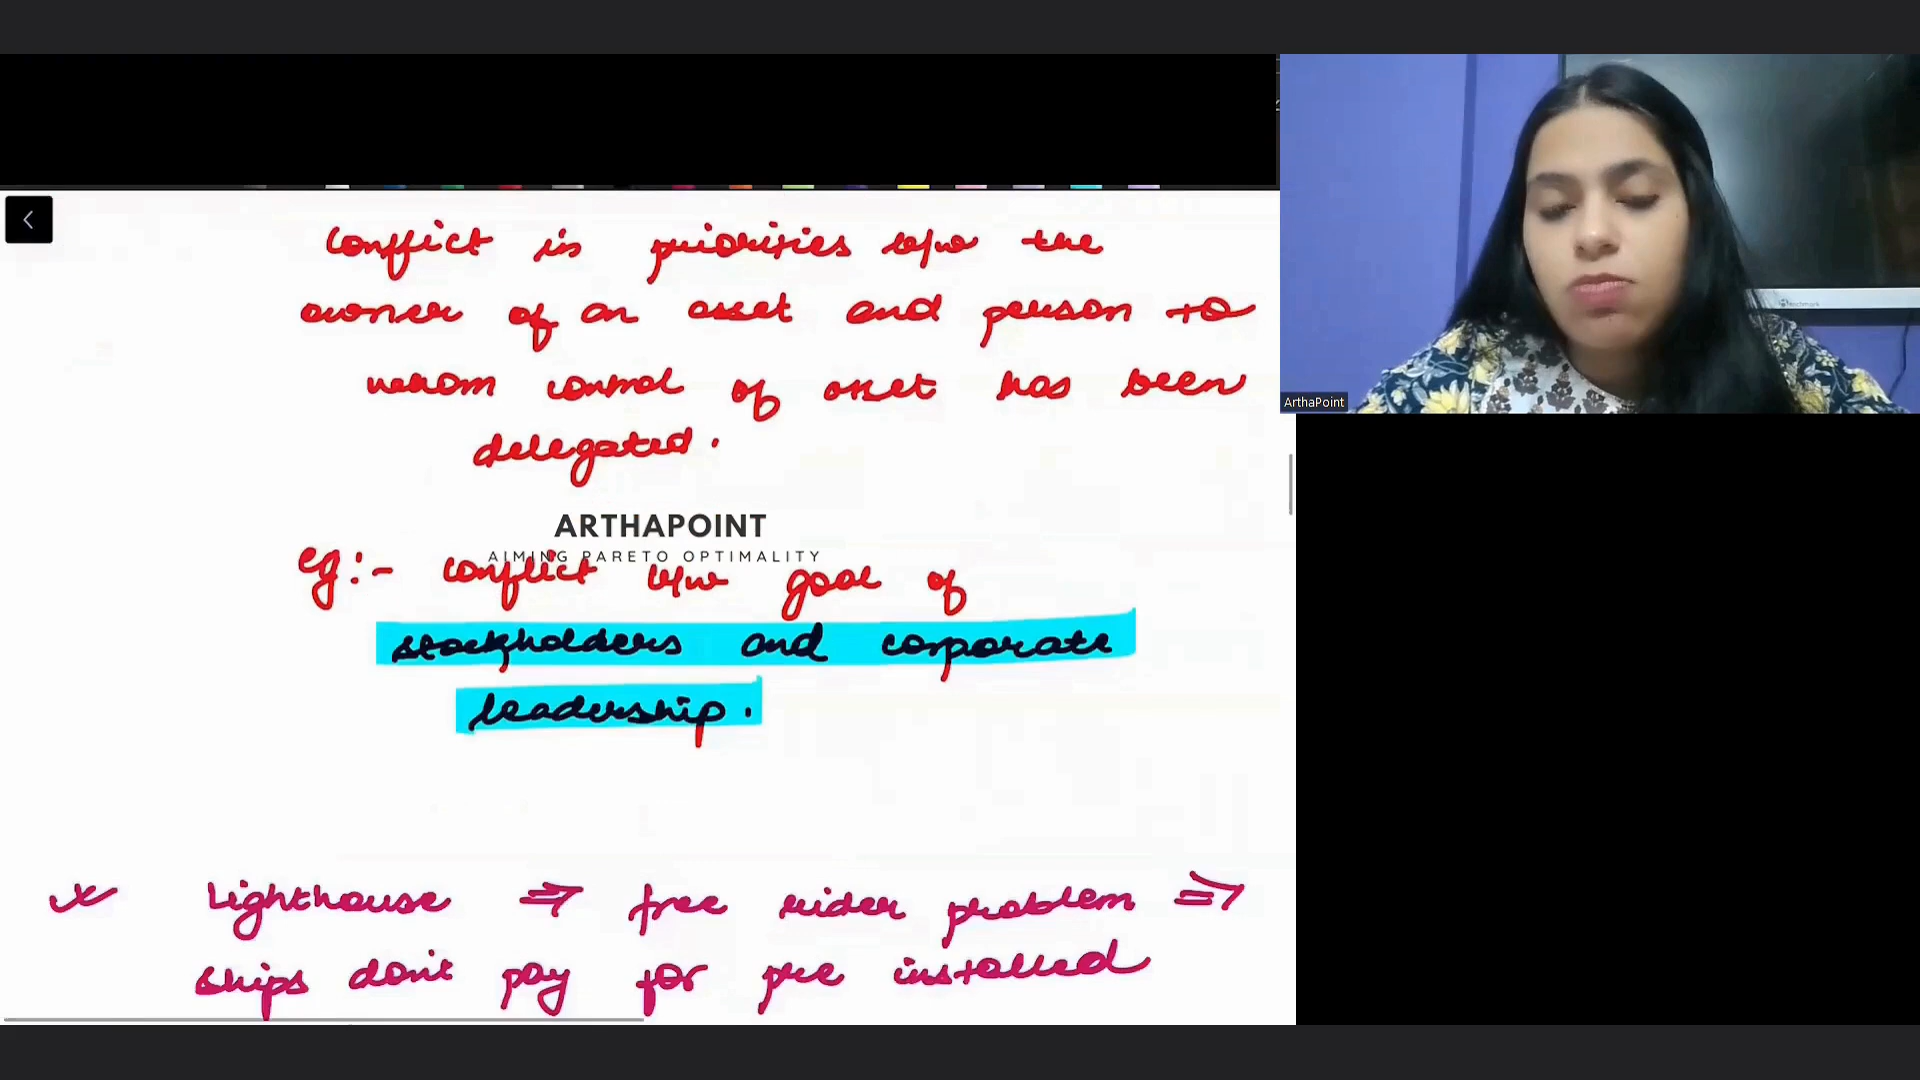 conflict in priorities b/w the
owner of an asset and person to
whom control of asset has been
delegated.
ARTHAPOINT
AIMING PARETO OPTIMALITY
eg:- conflict b/w goal of
stockholders and corporate
leadership.
Lighthouse ⇒ free rider problem ⇒
ships don't pay for pre installed
ArthaPoint